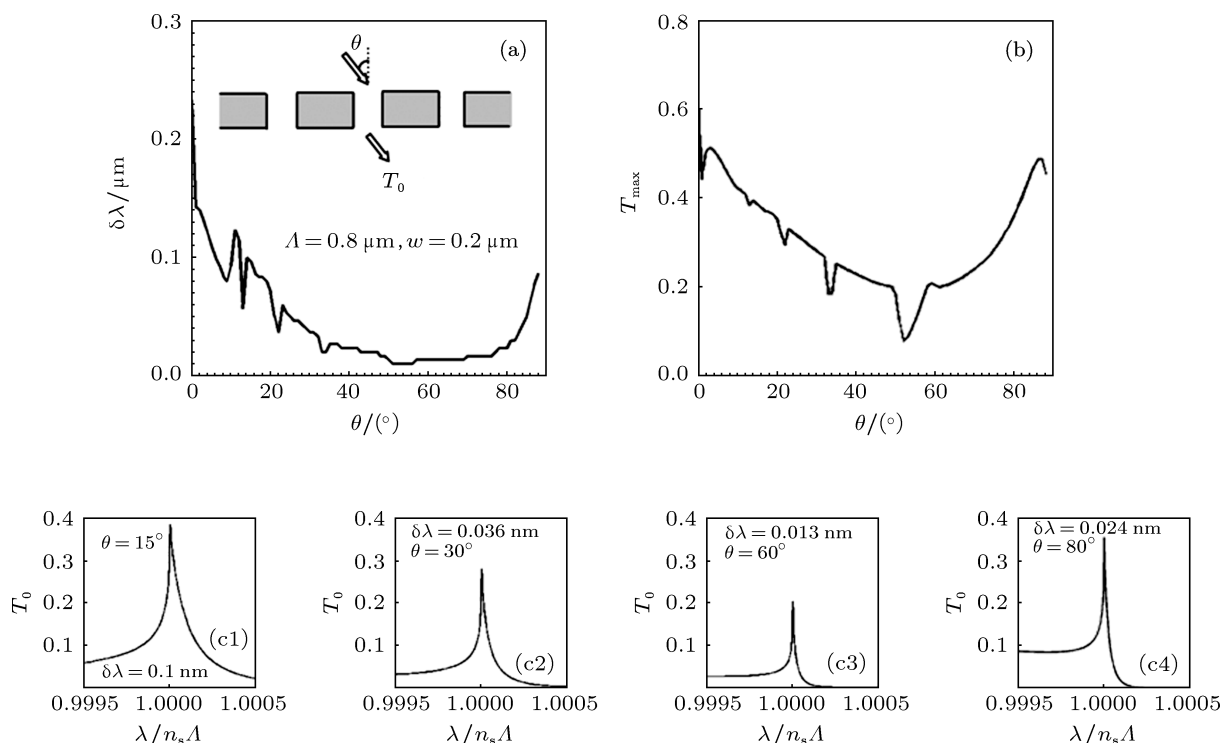 0.3
0.2
0.1
0.0
0 20 40 60 80
θ/(°)
δλ/μm
(a)
θ
T₀
Λ = 0.8 μm, w = 0.2 μm
0.8
0.6
0.4
0.2
0.0
0 20 40 60 80
θ/(°)
Tmax
(b)
0.4
0.3
0.2
0.1
T₀
θ = 15°
(c1)
δλ = 0.1 nm
0.9995 1.0000 1.0005
λ/nₛΛ
0.4
0.3
0.2
0.1
T₀
δλ = 0.036 nm
θ = 30°
(c2)
0.9995 1.0000 1.0005
λ/nₛΛ
0.4
0.3
0.2
0.1
T₀
δλ = 0.013 nm
θ = 60°
(c3)
0.9995 1.0000 1.0005
λ/nₛΛ
0.4
0.3
0.2
0.1
T₀
δλ = 0.024 nm
θ = 80°
(c4)
0.9995 1.0000 1.0005
λ/nₛΛ